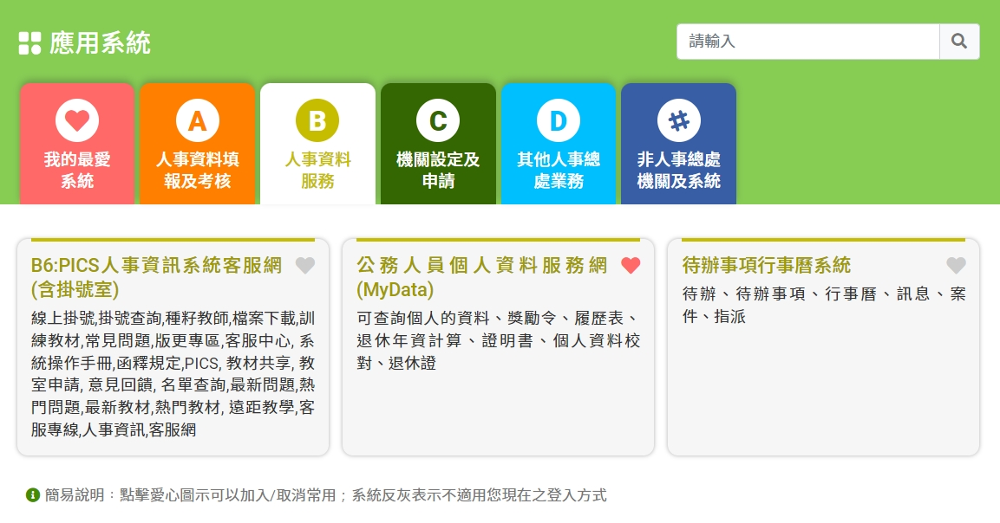 應用系統
請輸入
我的最愛
系統
A
人事資料填
報及考核
B
人事資料
服務
C
機關設定及
申請
D
其他人事總
處業務
#
非人事總處
機關及系統
B6:PICS人事資訊系統客服網
(含掛號室)
線上掛號,掛號查詢,種籽教師,檔案下載,訓
練教材,常見問題,版更專區,客服中心, 系
統操作手冊,函釋規定,PICS, 教材共享, 教
室申請, 意見回饋, 名單查詢,最新問題,熱
門問題,最新教材,熱門教材, 遠距教學,客
服專線,人事資訊,客服網
公務人員個人資料服務網
(MyData)
可查詢個人的資料、獎勵令、履歷表、
退休年資計算、證明書、個人資料校
對、退休證
待辦事項行事曆系統
待辦、待辦事項、行事曆、訊息、案
件、指派
簡易說明：點擊愛心圖示可以加入/取消常用；系統反灰表示不適用您現在之登入方式